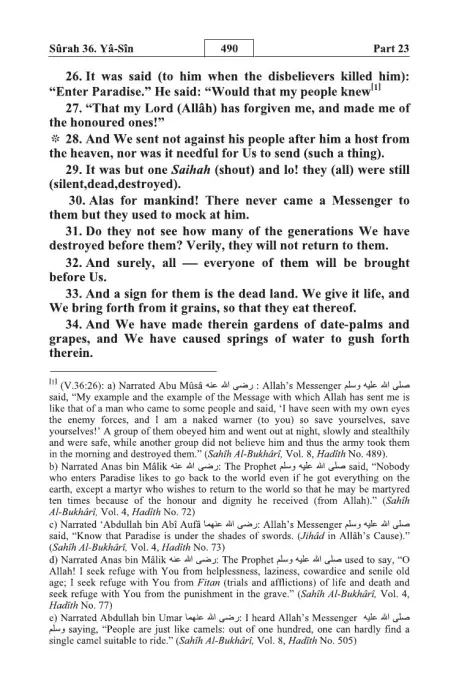 Sûrah 36. Yâ-Sîn 490 Part 23
26. It was said (to him when the disbelievers killed him):
“Enter Paradise.” He said: “Would that my people knew[1]
27. “That my Lord (Allâh) has forgiven me, and made me of
the honoured ones!”
* 28. And We sent not against his people after him a host from
the heaven, nor was it needful for Us to send (such a thing).
29. It was but one Saihah (shout) and lo! they (all) were still
(silent,dead,destroyed).
30. Alas for mankind! There never came a Messenger to
them but they used to mock at him.
31. Do they not see how many of the generations We have
destroyed before them? Verily, they will not return to them.
32. And surely, all — everyone of them will be brought
before Us.
33. And a sign for them is the dead land. We give it life, and
We bring forth from it grains, so that they eat thereof.
34. And We have made therein gardens of date-palms and
grapes, and We have caused springs of water to gush forth
therein.
[1] (V.36:26): a) Narrated Abu Mûsâ رضى الله عنه : Allah’s Messenger صلى الله عليه وسلم
said, “My example and the example of the Message with which Allah has sent me is
like that of a man who came to some people and said, ‘I have seen with my own eyes
the enemy forces, and I am a naked warner (to you) so save yourselves, save
yourselves!’ A group of them obeyed him and went out at night, slowly and stealthily
and were safe, while another group did not believe him and thus the army took them
in the morning and destroyed them.” (Sahîh Al-Bukhârî, Vol. 8, Hadîth No. 489).
b) Narrated Anas bin Mâlik رضى الله عنه: The Prophet صلى الله عليه وسلم said, “Nobody
who enters Paradise likes to go back to the world even if he got everything on the
earth, except a martyr who wishes to return to the world so that he may be martyred
ten times because of the honour and dignity he received (from Allah).” (Sahîh
Al-Bukhârî, Vol. 4, Hadîth No. 72)
c) Narrated ‘Abdullah bin Abî Aufâ رضى الله عنهما: Allah’s Messenger صلى الله عليه وسلم
said, “Know that Paradise is under the shades of swords. (Jihâd in Allâh’s Cause).”
(Sahîh Al-Bukhârî, Vol. 4, Hadîth No. 73)
d) Narrated Anas bin Mâlik رضى الله عنه: The Prophet صلى الله عليه وسلم used to say, “O
Allah! I seek refuge with You from helplessness, laziness, cowardice and senile old
age; I seek refuge with You from Fitan (trials and afflictions) of life and death and
seek refuge with You from the punishment in the grave.” (Sahîh Al-Bukhârî, Vol. 4,
Hadîth No. 77)
e) Narrated Abdullah bin Umar رضى الله عنهما: I heard Allah’s Messenger صلى الله عليه
وسلم saying, “People are just like camels: out of one hundred, one can hardly find a
single camel suitable to ride.” (Sahîh Al-Bukhârî, Vol. 8, Hadîth No. 505)